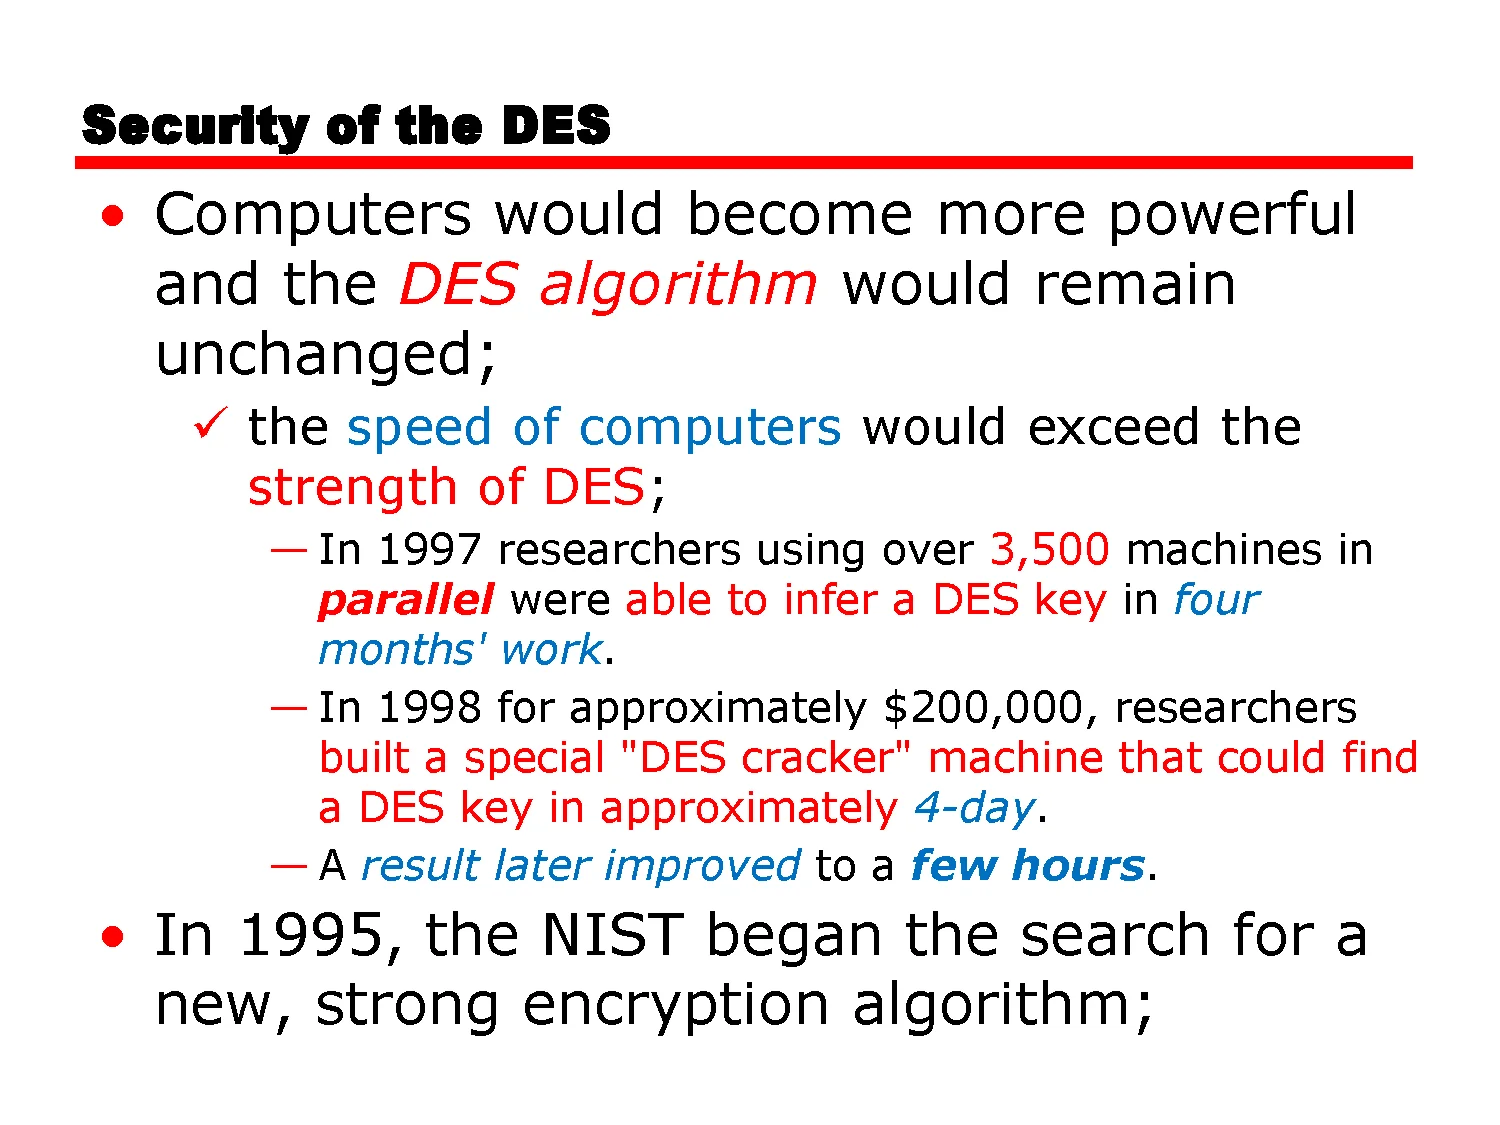 Security of the DES
• Computers would become more powerful
and the DES algorithm would remain
unchanged;
✓ the speed of computers would exceed the
strength of DES;
— In 1997 researchers using over 3,500 machines in
parallel were able to infer a DES key in four
months' work.
— In 1998 for approximately $200,000, researchers
built a special "DES cracker" machine that could find
a DES key in approximately 4-day.
— A result later improved to a few hours.
• In 1995, the NIST began the search for a
new, strong encryption algorithm;